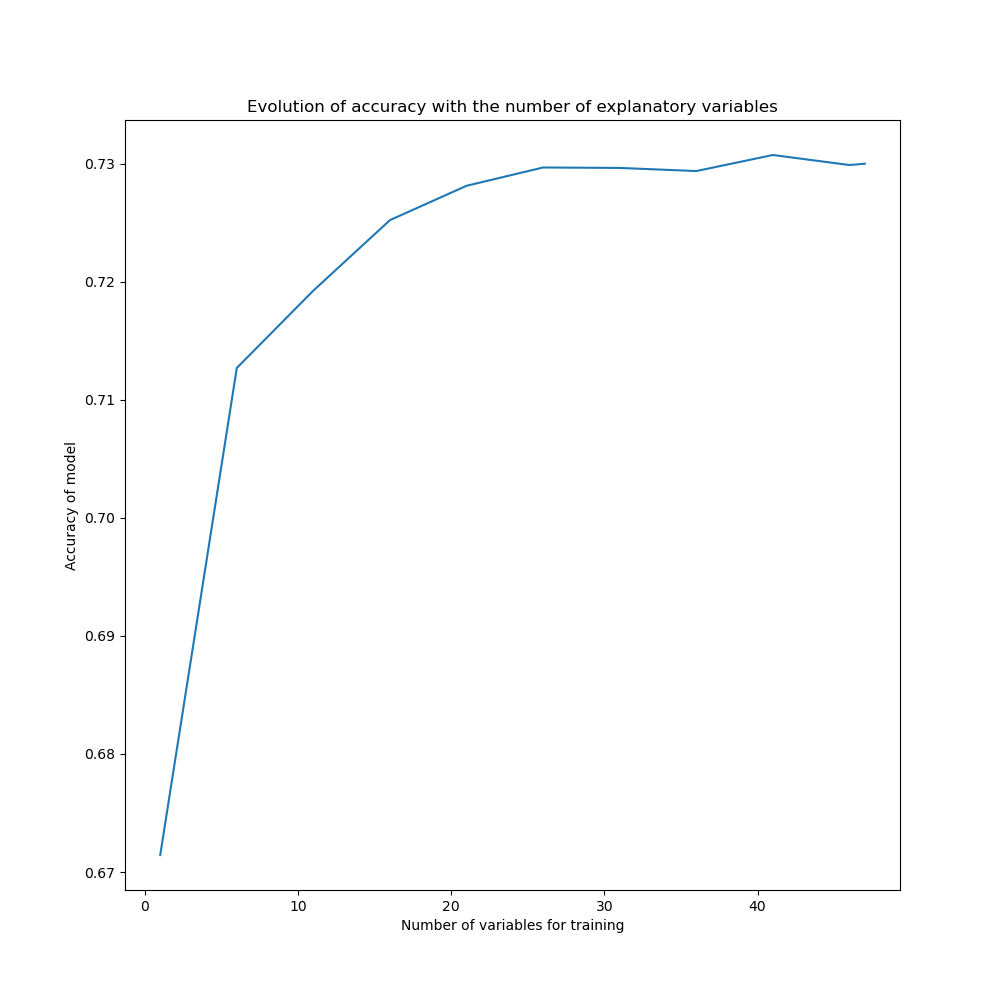 Evolution of accuracy with the number of explanatory variables
0.73
0.72
0.71
0.70
0.69
0.68
0.67
Accuracy of model
0 10 20 30 40
Number of variables for training